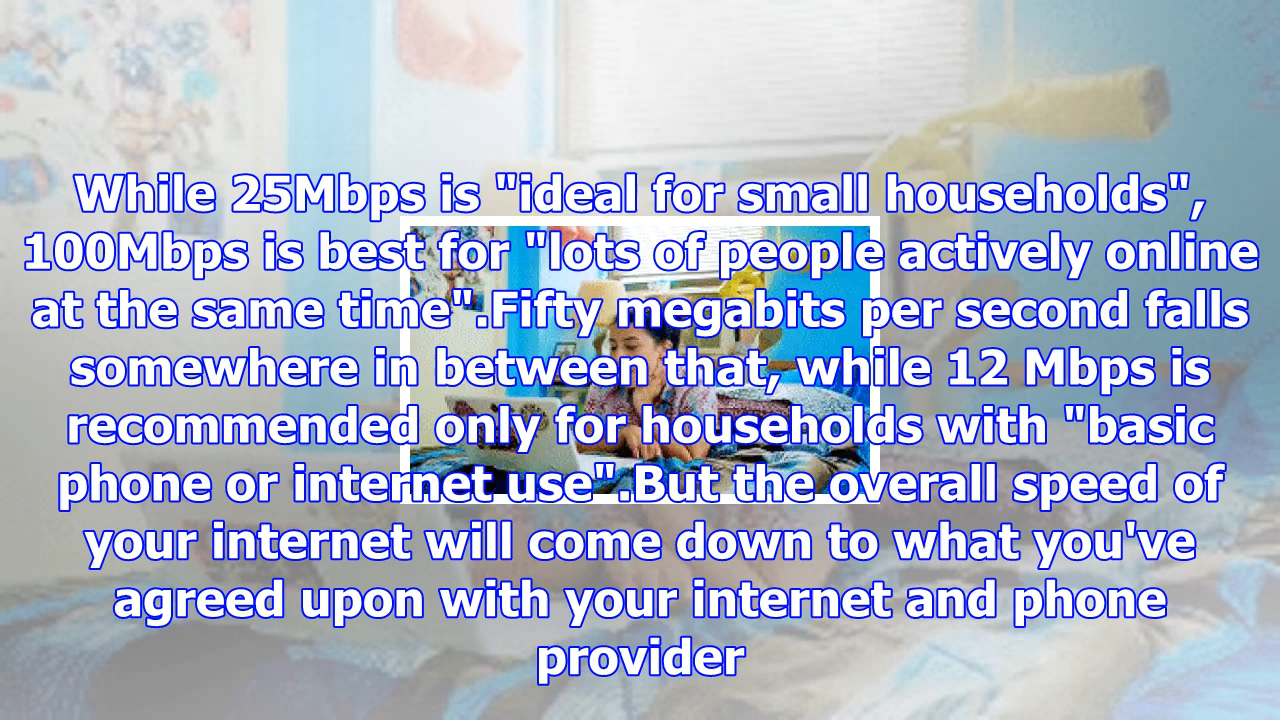 While 25Mbps is "ideal for small households",
100Mbps is best for "lots of people actively online
at the same time".Fifty megabits per second falls
somewhere in between that, while 12 Mbps is
recommended only for households with "basic
phone or internet use".But the overall speed of
your internet will come down to what you've
agreed upon with your internet and phone
provider